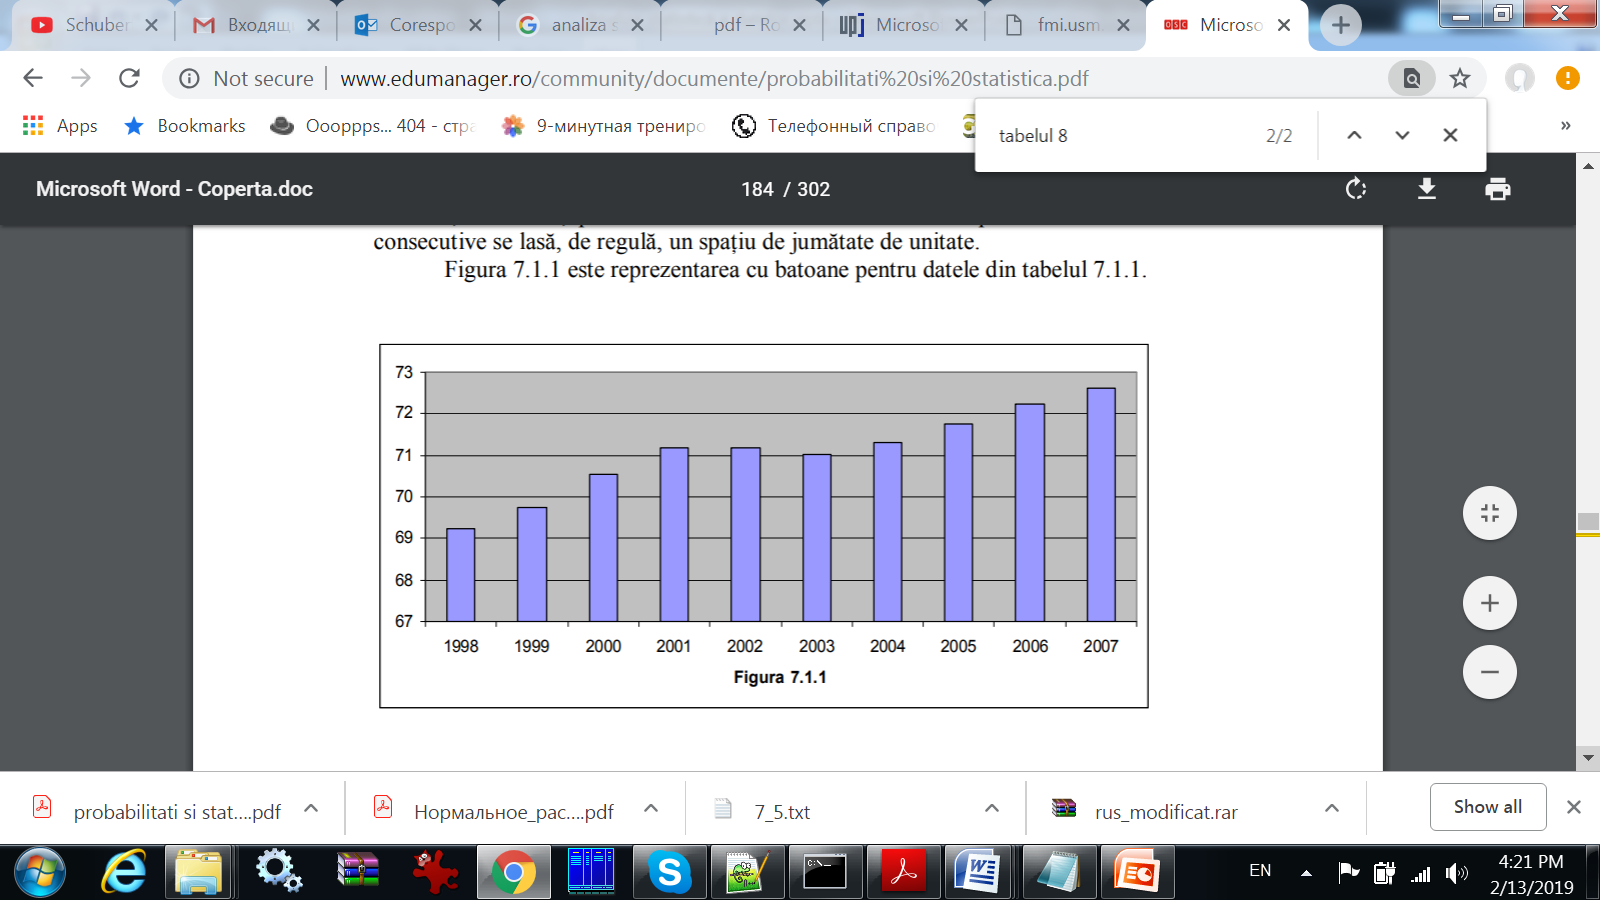 Schuber
Входящ
Corespo
analiza s
pdf – Ro
Microso
fmi.usm.
Microso
Not secure
www.edumanager.ro/community/documente/probabilitati%20si%20statistica.pdf
Apps
Bookmarks
Oooppps... 404 - стра
9-минутная трениро
Телефонный справо
»
tabelul 8
2/2
Microsoft Word - Coperta.doc
184 / 302
consecutive se lasă, de regulă, un spațiu de jumătate de unitate.
Figura 7.1.1 este reprezentarea cu batoane pentru datele din tabelul 7.1.1.
73
72
71
70
69
68
67
1998 1999 2000 2001 2002 2003 2004 2005 2006 2007
Figura 7.1.1
probabilitati si stat....pdf
Нормальное_рас....pdf
7_5.txt
rus_modificat.rar
Show all
EN
4:21 PM
2/13/2019